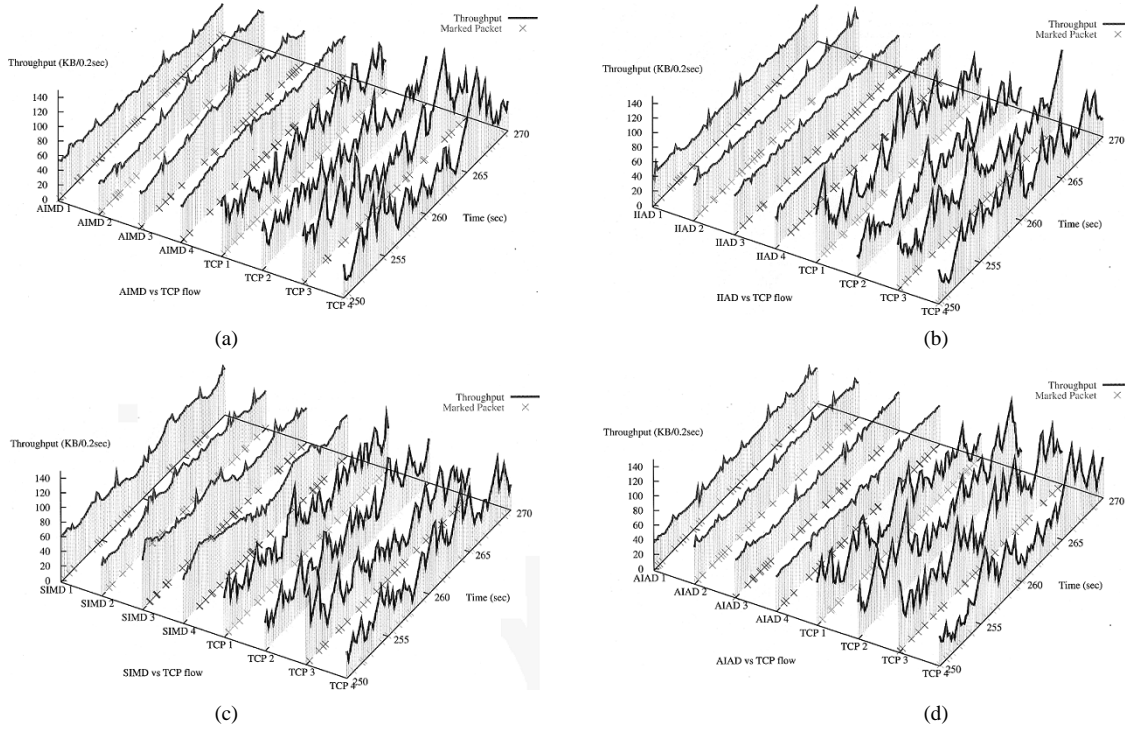 Throughput
Marked Packet
Throughput (KB/0.2sec)
140
120
100
80
60
40
20
0
AIMD 1
AIMD 2
AIMD 3
AIMD 4
TCP 1
TCP 2
TCP 3
TCP 4
250
255
260
265
270
Time (sec)
AIMD vs TCP flow
(a)
Throughput
Marked Packet
Throughput (KB/0.2sec)
140
120
100
80
60
40
20
0
IIAD 1
IIAD 2
IIAD 3
IIAD 4
TCP 1
TCP 2
TCP 3
TCP 4
250
255
260
265
270
Time (sec)
IIAD vs TCP flow
(b)
Throughput
Marked Packet
Throughput (KB/0.2sec)
140
120
100
80
60
40
20
0
SIMD 1
SIMD 2
SIMD 3
SIMD 4
TCP 1
TCP 2
TCP 3
TCP 4
250
255
260
265
270
Time (sec)
SIMD vs TCP flow
(c)
Throughput
Marked Packet
Throughput (KB/0.2sec)
140
120
100
80
60
40
20
0
AIAD 1
AIAD 2
AIAD 3
AIAD 4
TCP 1
TCP 2
TCP 3
TCP 4
250
255
260
265
270
Time (sec)
AIAD vs TCP flow
(d)